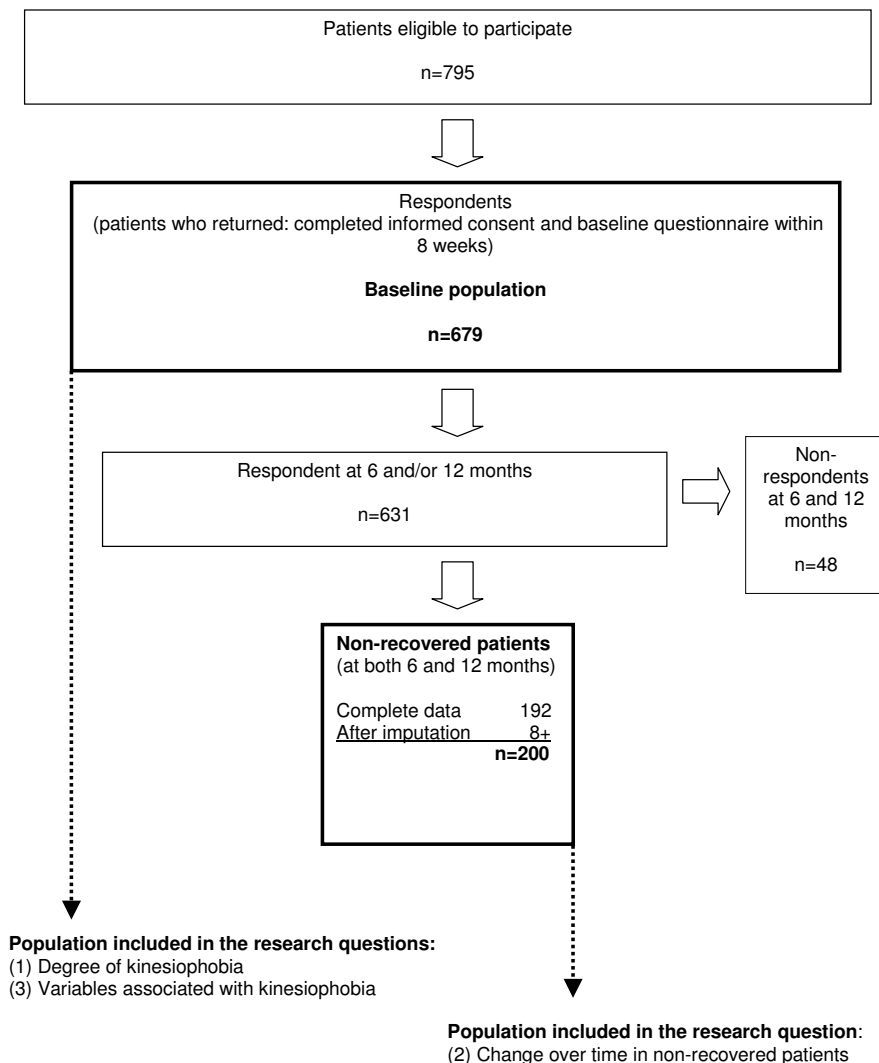 Patients eligible to participate
n=795
Respondents
(patients who returned: completed informed consent and baseline questionnaire within
8 weeks)
Baseline population
n=679
Respondent at 6 and/or 12 months
n=631
Non-
respondents
at 6 and 12
months
n=48
Non-recovered patients
(at both 6 and 12 months)
Complete data 192
After imputation 8+
n=200
Population included in the research questions:
(1) Degree of kinesiophobia
(3) Variables associated with kinesiophobia
Population included in the research question:
(2) Change over time in non-recovered patients